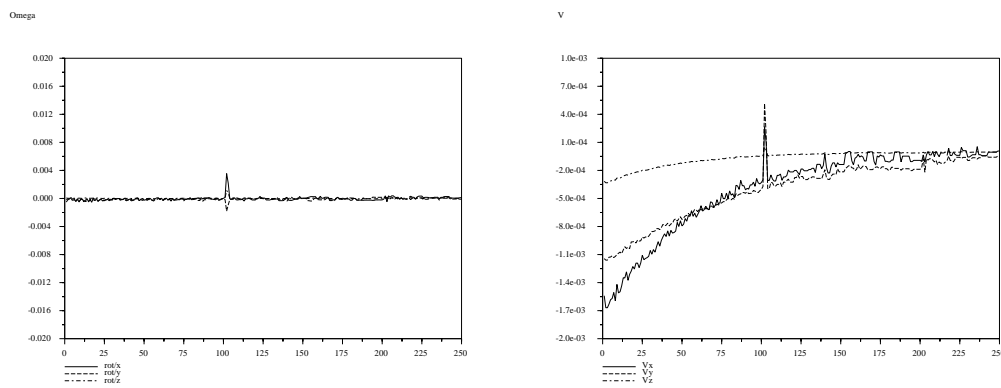 Omega
0.020
0.016
0.012
0.008
0.004
0.000
-0.004
-0.008
-0.012
-0.016
-0.020
0 25 50 75 100 125 150 175 200 225 250
rot/x
rot/y
rot/z
V
1.0e-03
7.0e-04
4.0e-04
1.0e-04
-2.0e-04
-5.0e-04
-8.0e-04
-1.1e-03
-1.4e-03
-1.7e-03
-2.0e-03
0 25 50 75 100 125 150 175 200 225 250
Vx
Vy
Vz